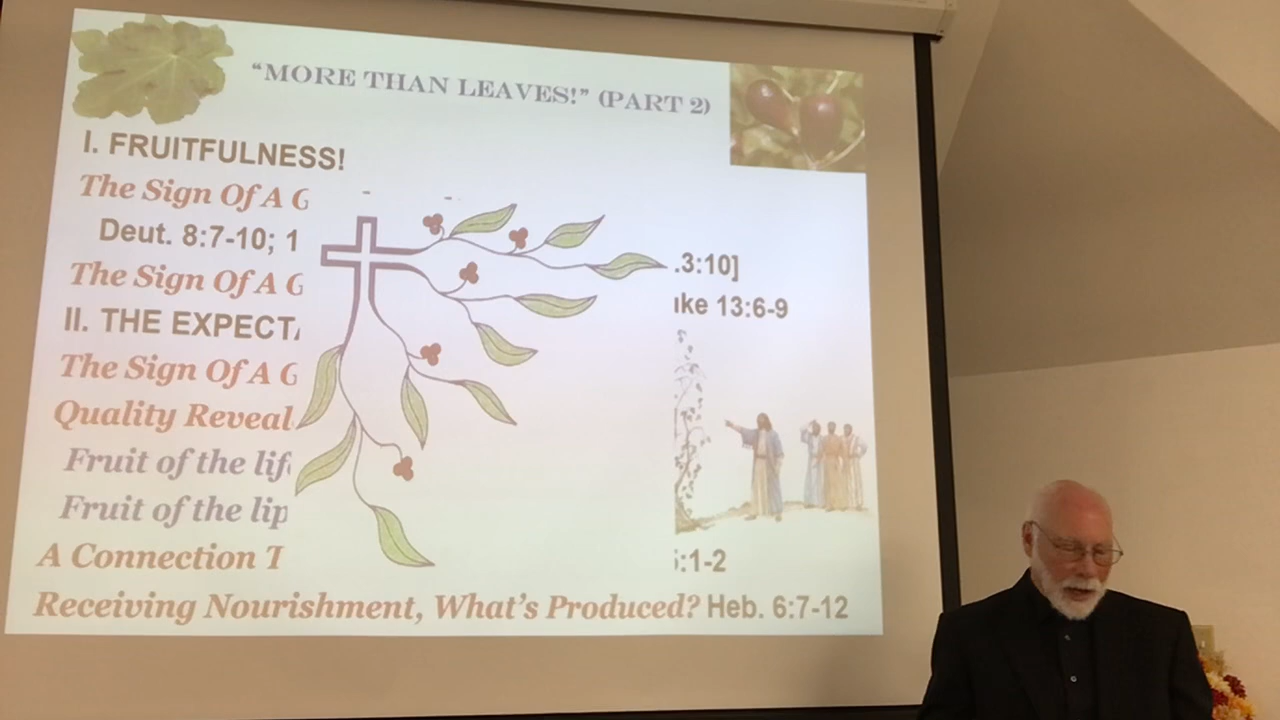 “MORE THAN LEAVES!” (PART 2)
I. FRUITFULNESS!
The Sign Of A G
Deut. 8:7-10; 1 .3:10]
The Sign Of A G ke 13:6-9
II. THE EXPECT
The Sign Of A G
Quality Reveal
Fruit of the lif
Fruit of the lip
A Connection T :1-2
Receiving Nourishment, What’s Produced? Heb. 6:7-12